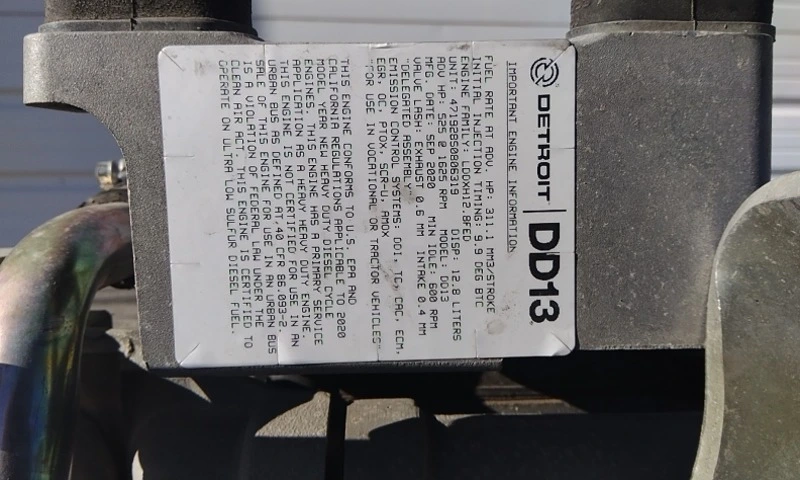 DETROIT DD13
IMPORTANT ENGINE INFORMATION
FUEL RATE AT ADV. HP: 311.1 MM3/STROKE
INITIAL INJECTION TIMING: 9.9 DEG BTC
ENGINE FAMILY: LDDXH12.8FED
UNIT: 471928S0806319 DISP: 12.8 LITERS
ADV HP: 525 @ 1625 RPM MODEL: DD13
MFG. DATE: SEP 2020 MIN IDLE: 600 RPM
VALVE LASH: EXHAUST 0.6 MM INTAKE 0.4 MM
"DELEGATED ASSEMBLY"
EMISSION CONTROL SYSTEMS: DDI, TC, CAC, ECM,
EGR, OC, PTOX, SCR-U, AMOX
"FOR USE IN VOCATIONAL OR TRACTOR VEHICLES"
THIS ENGINE CONFORMS TO U.S. EPA AND
CALIFORNIA REGULATIONS APPLICABLE TO 2020
MODEL YEAR NEW HEAVY DUTY DIESEL CYCLE
ENGINES. THIS ENGINE HAS A PRIMARY SERVICE
APPLICATION AS A HEAVY HEAVY DUTY ENGINE.
THIS ENGINE IS NOT CERTIFIED FOR USE IN AN
URBAN BUS AS DEFINED AT 40 CFR 86.093-2.
SALE OF THIS ENGINE FOR USE IN AN URBAN BUS
IS A VIOLATION OF FEDERAL LAW UNDER THE
CLEAN AIR ACT. THIS ENGINE IS CERTIFIED TO
OPERATE ON ULTRA LOW SULFUR DIESEL FUEL.